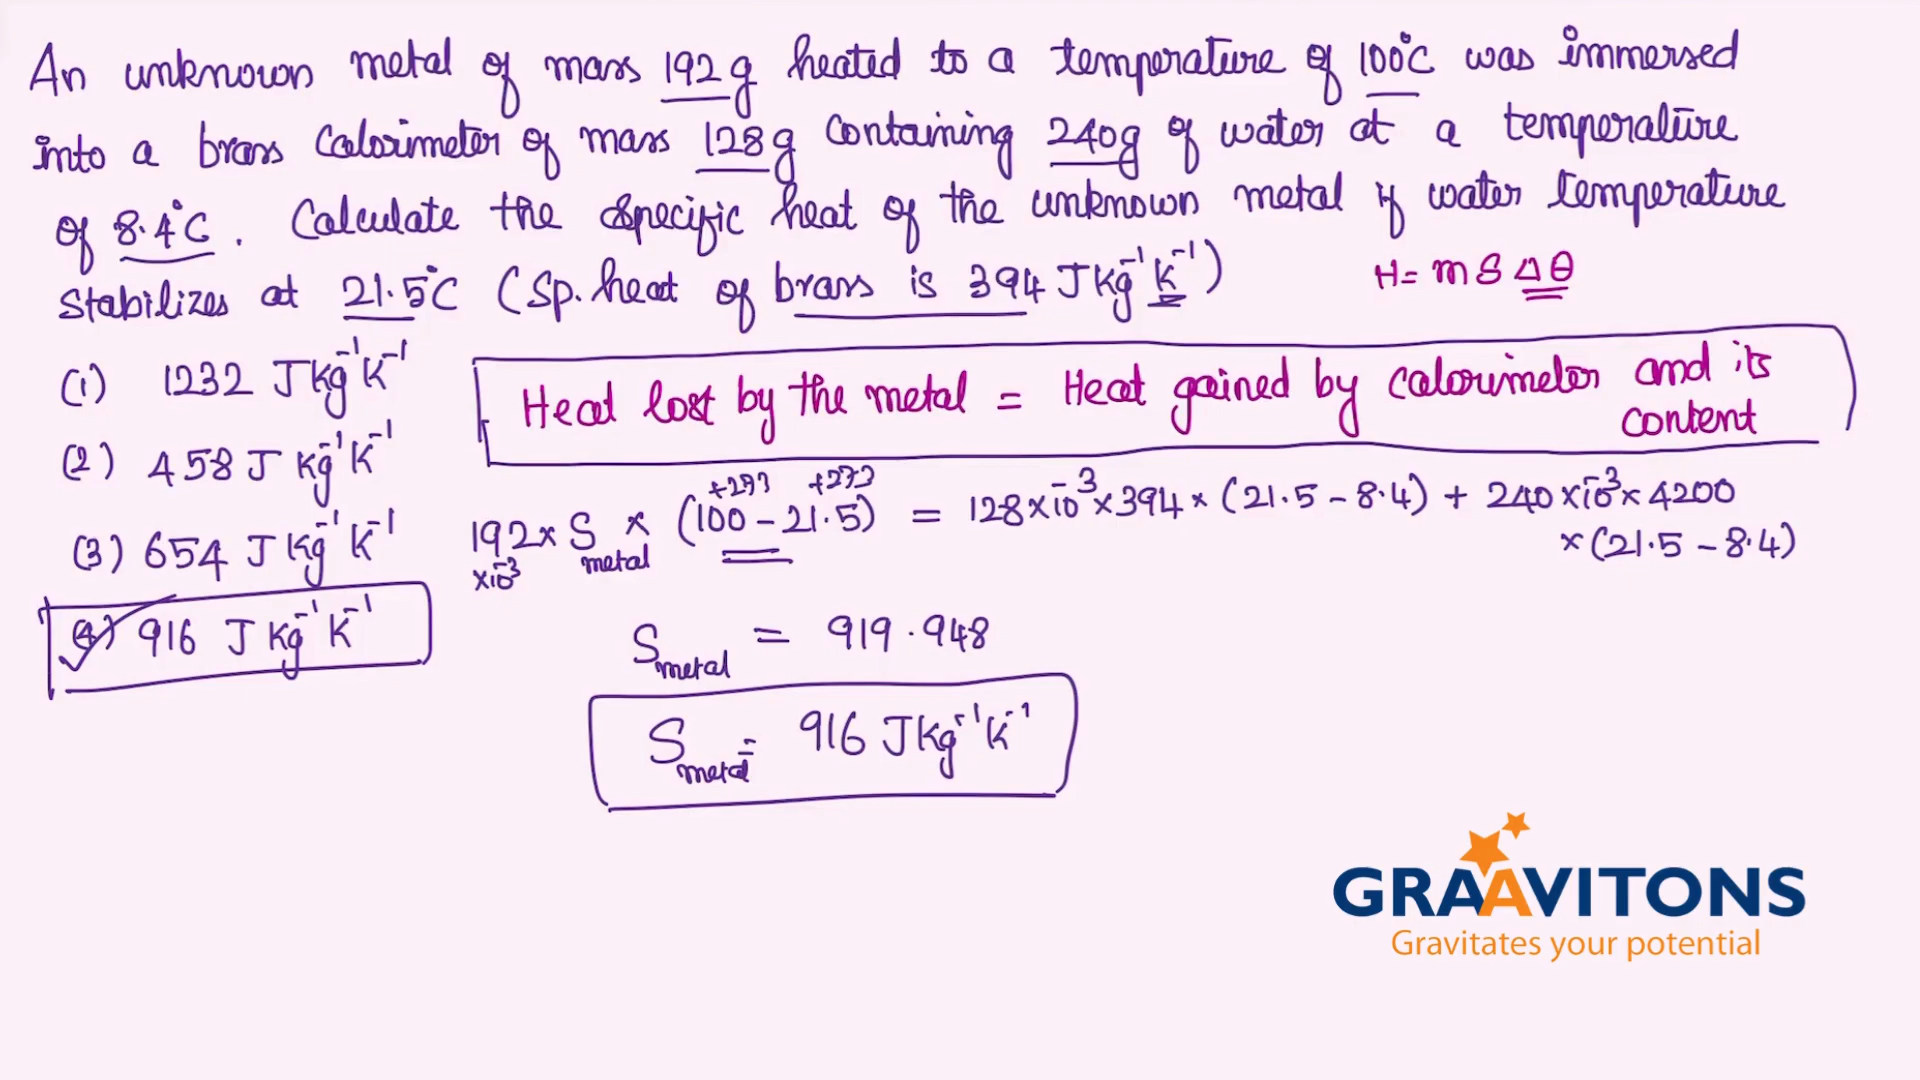 An unknown metal of mass 192g heated to a temperature of 100°C was immersed
into a brass calorimeter of mass 128g containing 240g of water at a temperature
of 8.4°C. Calculate the specific heat of the unknown metal if water temperature
stabilizes at 21.5°C (Sp. heat of brass is 394 J Kg⁻¹ K⁻¹)
H = m S Δθ
(1) 1232 J Kg⁻¹ K⁻¹
(2) 458 J Kg⁻¹ K⁻¹
(3) 654 J Kg⁻¹ K⁻¹
(4) 916 J Kg⁻¹ K⁻¹
Heat lost by the metal = Heat gained by calorimeter and its
content
+273 +273
192 × S × (100 − 21.5) = 128 × 10⁻³ × 394 × (21.5 − 8.4) + 240 × 10⁻³ × 4200
×10⁻³ metal × (21.5 − 8.4)
S metal = 919.948
S metal = 916 J Kg⁻¹ K⁻¹
GRAAVITONS
Gravitates your potential